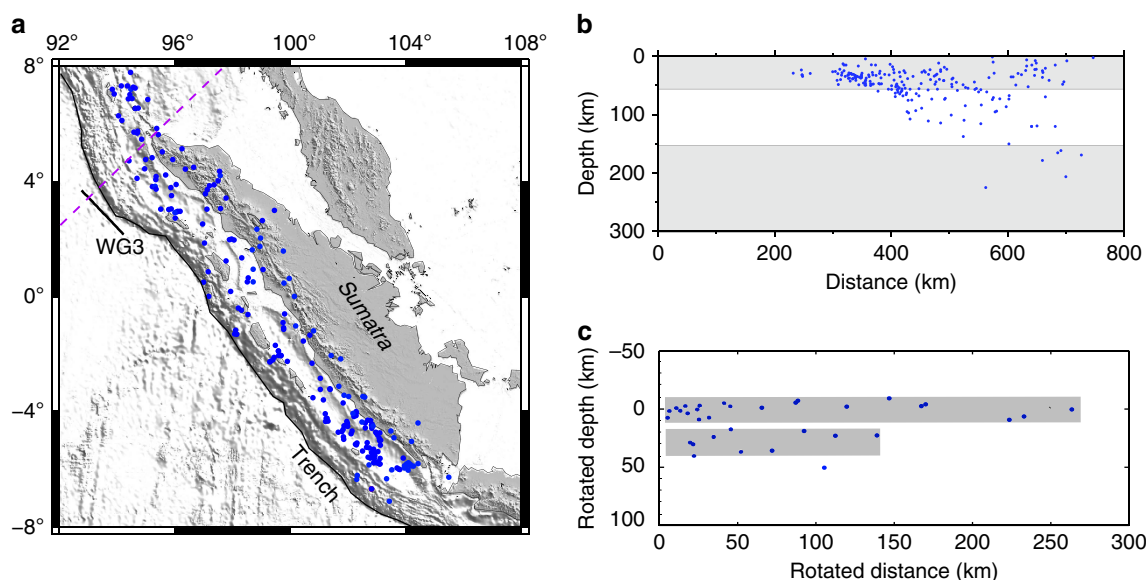 a
92° 96° 100° 104° 108°
8°
4°
0°
−4°
−8°
WG3
Sumatra
Trench
b
0
100
200
300
Depth (km)
0 200 400 600 800
Distance (km)
c
−50
0
50
100
Rotated depth (km)
0 50 100 150 200 250 300
Rotated distance (km)